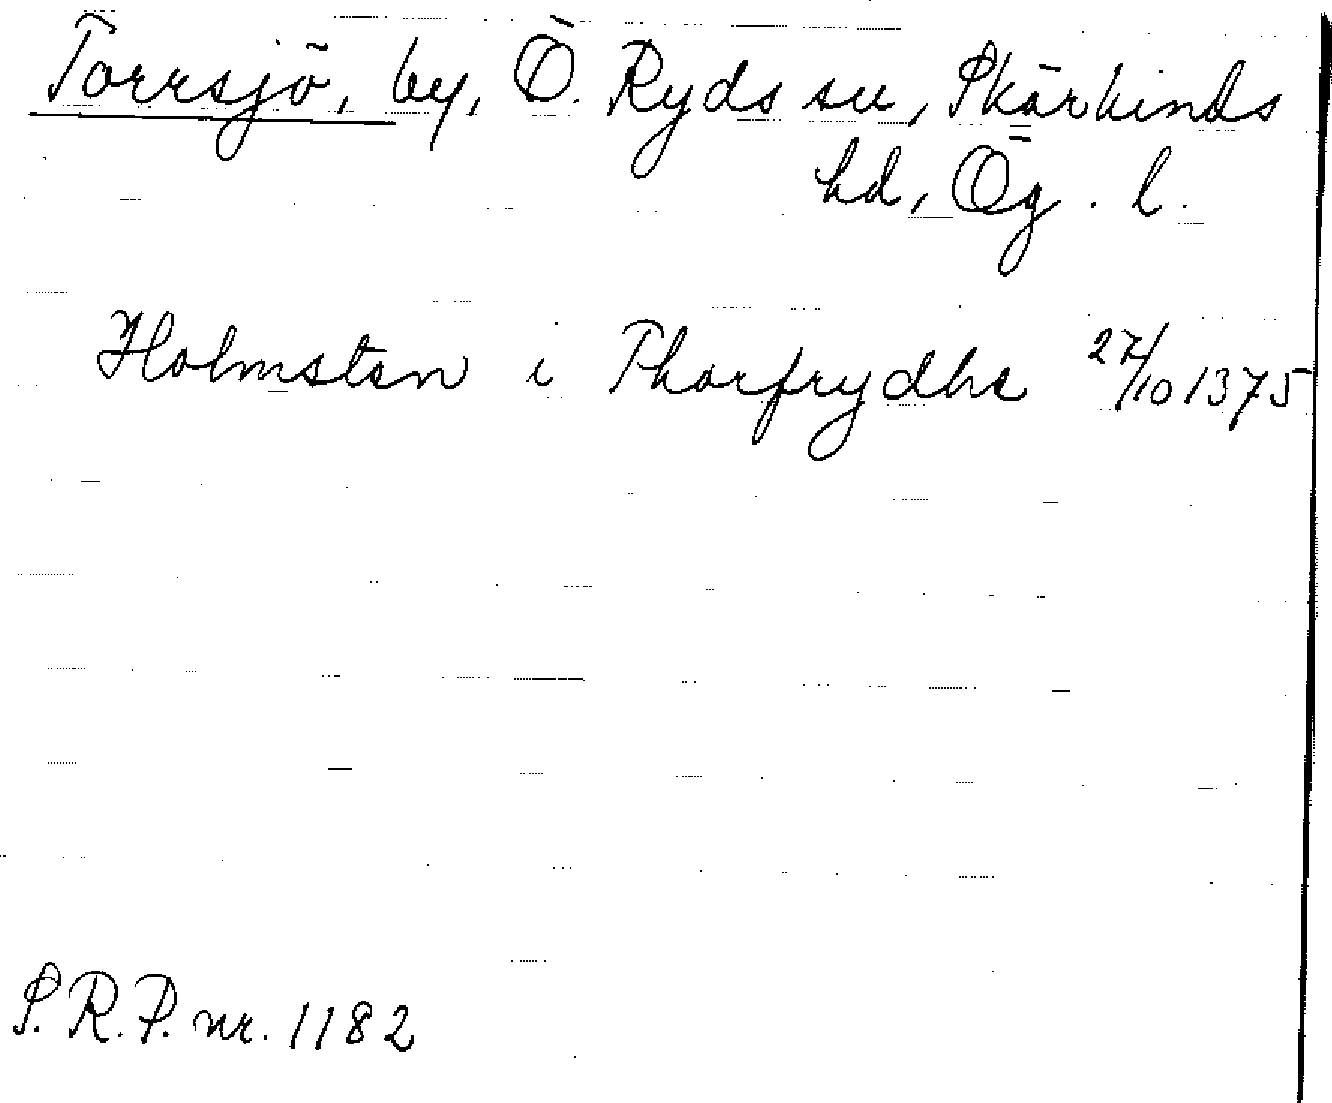 Torrsjö, by, Ö. Ryds sn, Skärkinds
hd, Ög. l.
Holmsten i Thorfrydhe 27/10 1375
S.R.P. nr. 1182